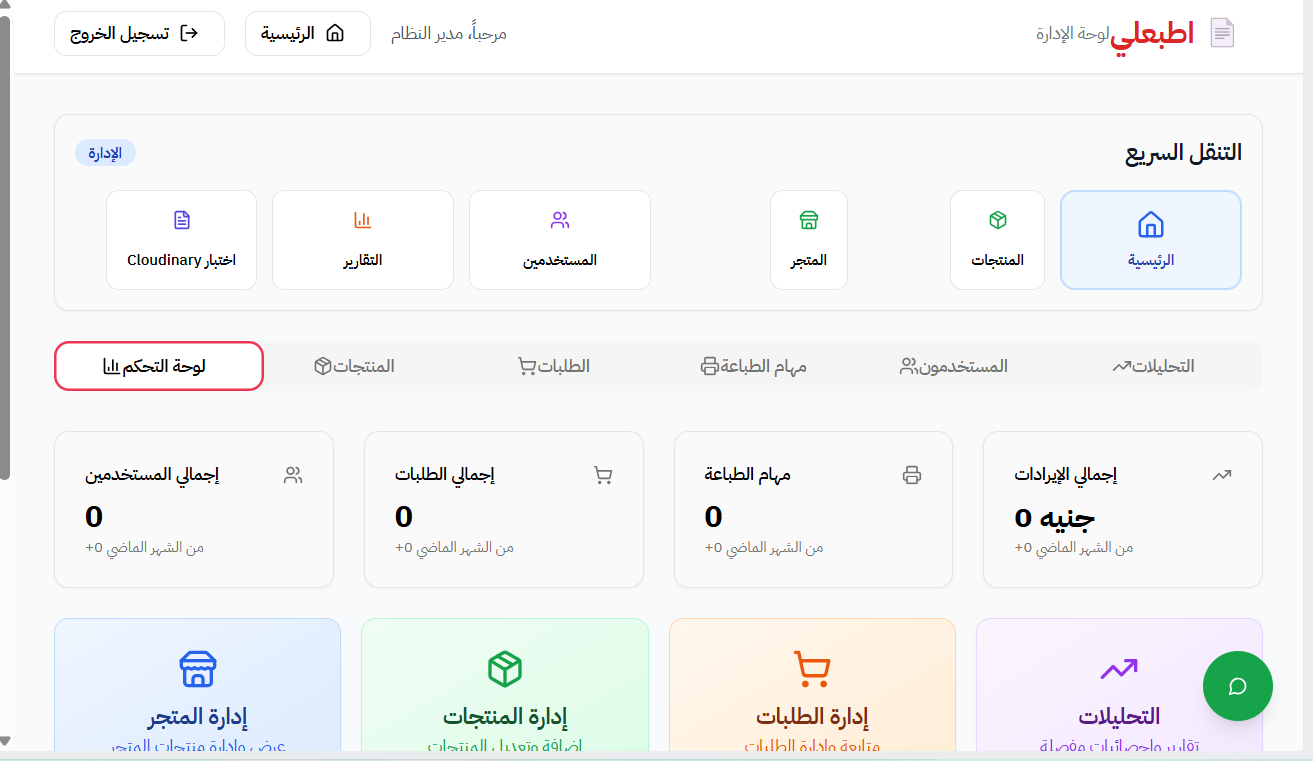 اطبعلي
لوحة الإدارة
مرحباً، مدير النظام
الرئيسية
تسجيل الخروج
التنقل السريع
الإدارة
الرئيسية
المنتجات
المتجر
المستخدمين
التقارير
اختبار Cloudinary
التحليلات
المستخدمون
مهام الطباعة
الطلبات
المنتجات
لوحة التحكم
إجمالي الإيرادات
جنيه 0
من الشهر الماضي 0+
مهام الطباعة
0
من الشهر الماضي 0+
إجمالي الطلبات
0
من الشهر الماضي 0+
إجمالي المستخدمين
0
من الشهر الماضي 0+
التحليلات
تقارير وإحصائيات مفصلة
إدارة الطلبات
متابعة وإدارة الطلبات
إدارة المنتجات
إضافة وتعديل المنتجات
إدارة المتجر
عرض وإدارة منتجات المتجر